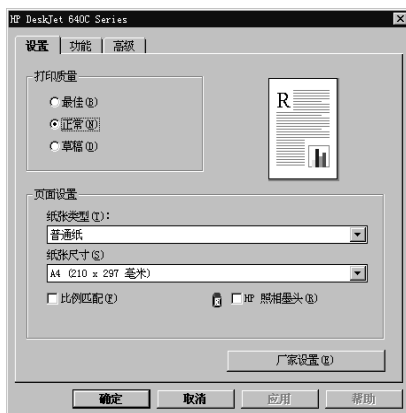 HP DeskJet 640C Series
设置 功能 高级
打印质量
最佳(B)
正常(N)
草稿(D)
R
页面设置
纸张类型(T):
普通纸
纸张尺寸(S)
A4 (210 x 297 毫米)
比例匹配(F) HP 照相墨头(R)
厂家设置(E)
确定 取消 应用 帮助